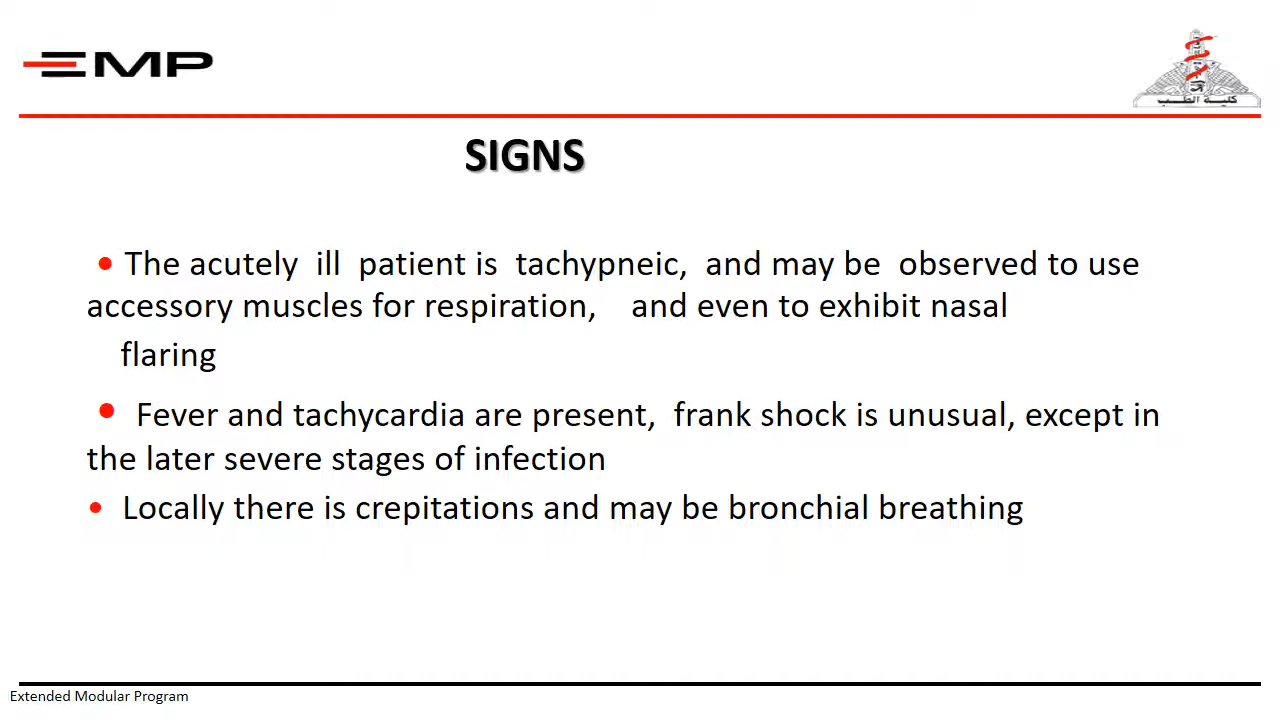 EMP
كلية الطب
SIGNS
• The acutely ill patient is tachypneic, and may be observed to use
accessory muscles for respiration, and even to exhibit nasal
flaring
• Fever and tachycardia are present, frank shock is unusual, except in
the later severe stages of infection
• Locally there is crepitations and may be bronchial breathing
Extended Modular Program